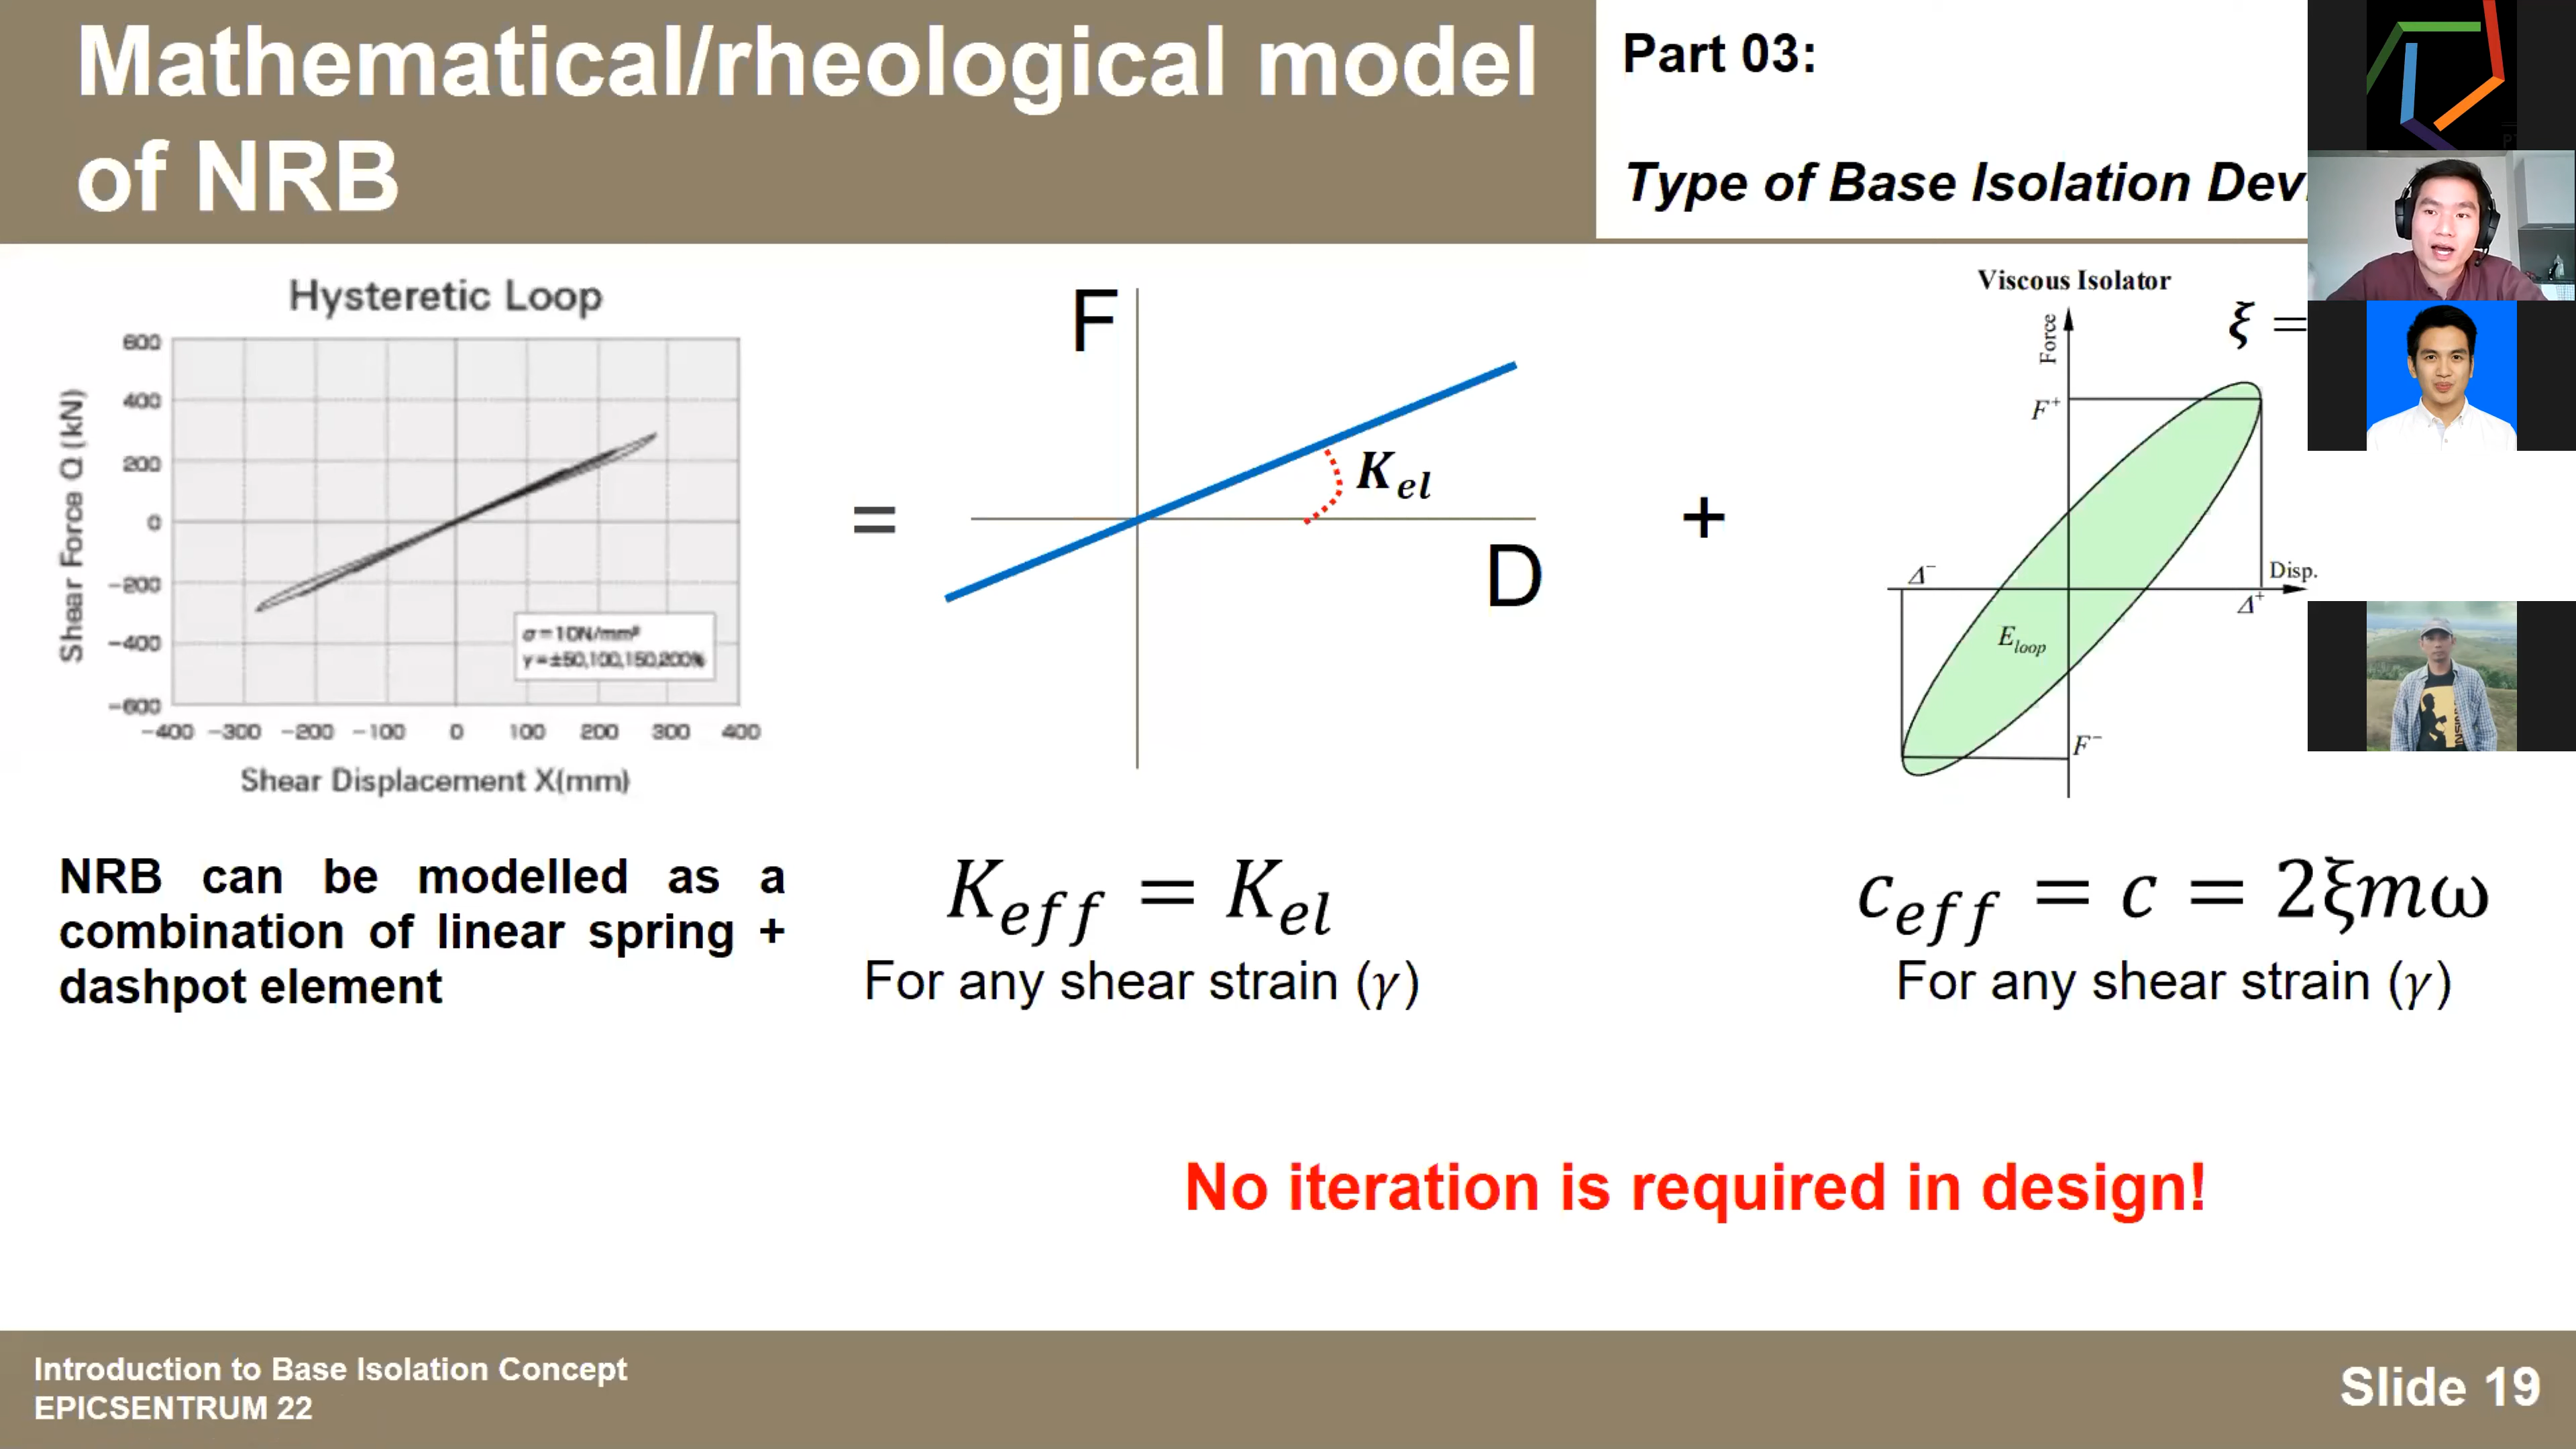 Mathematical/rheological model
of NRB
Part 03:
Type of Base Isolation Dev
Hysteretic Loop
Shear Force Q (kN)
600
400
200
0
−200
−400
−600
−400 −300 −200 −100 0 100 200 300 400
Shear Displacement X(mm)
σ=10N/mm²
γ=±50,100,150,200%
=
F
K_el
D
+
Viscous Isolator
ξ =
Force
F⁺
Δ⁻
Disp.
Δ⁺
E_loop
F⁻
NRB can be modelled as a
combination of linear spring +
dashpot element
K_eff = K_el
For any shear strain (γ)
c_eff = c = 2ξmω
For any shear strain (γ)
No iteration is required in design!
Introduction to Base Isolation Concept
EPICSENTRUM 22
Slide 19